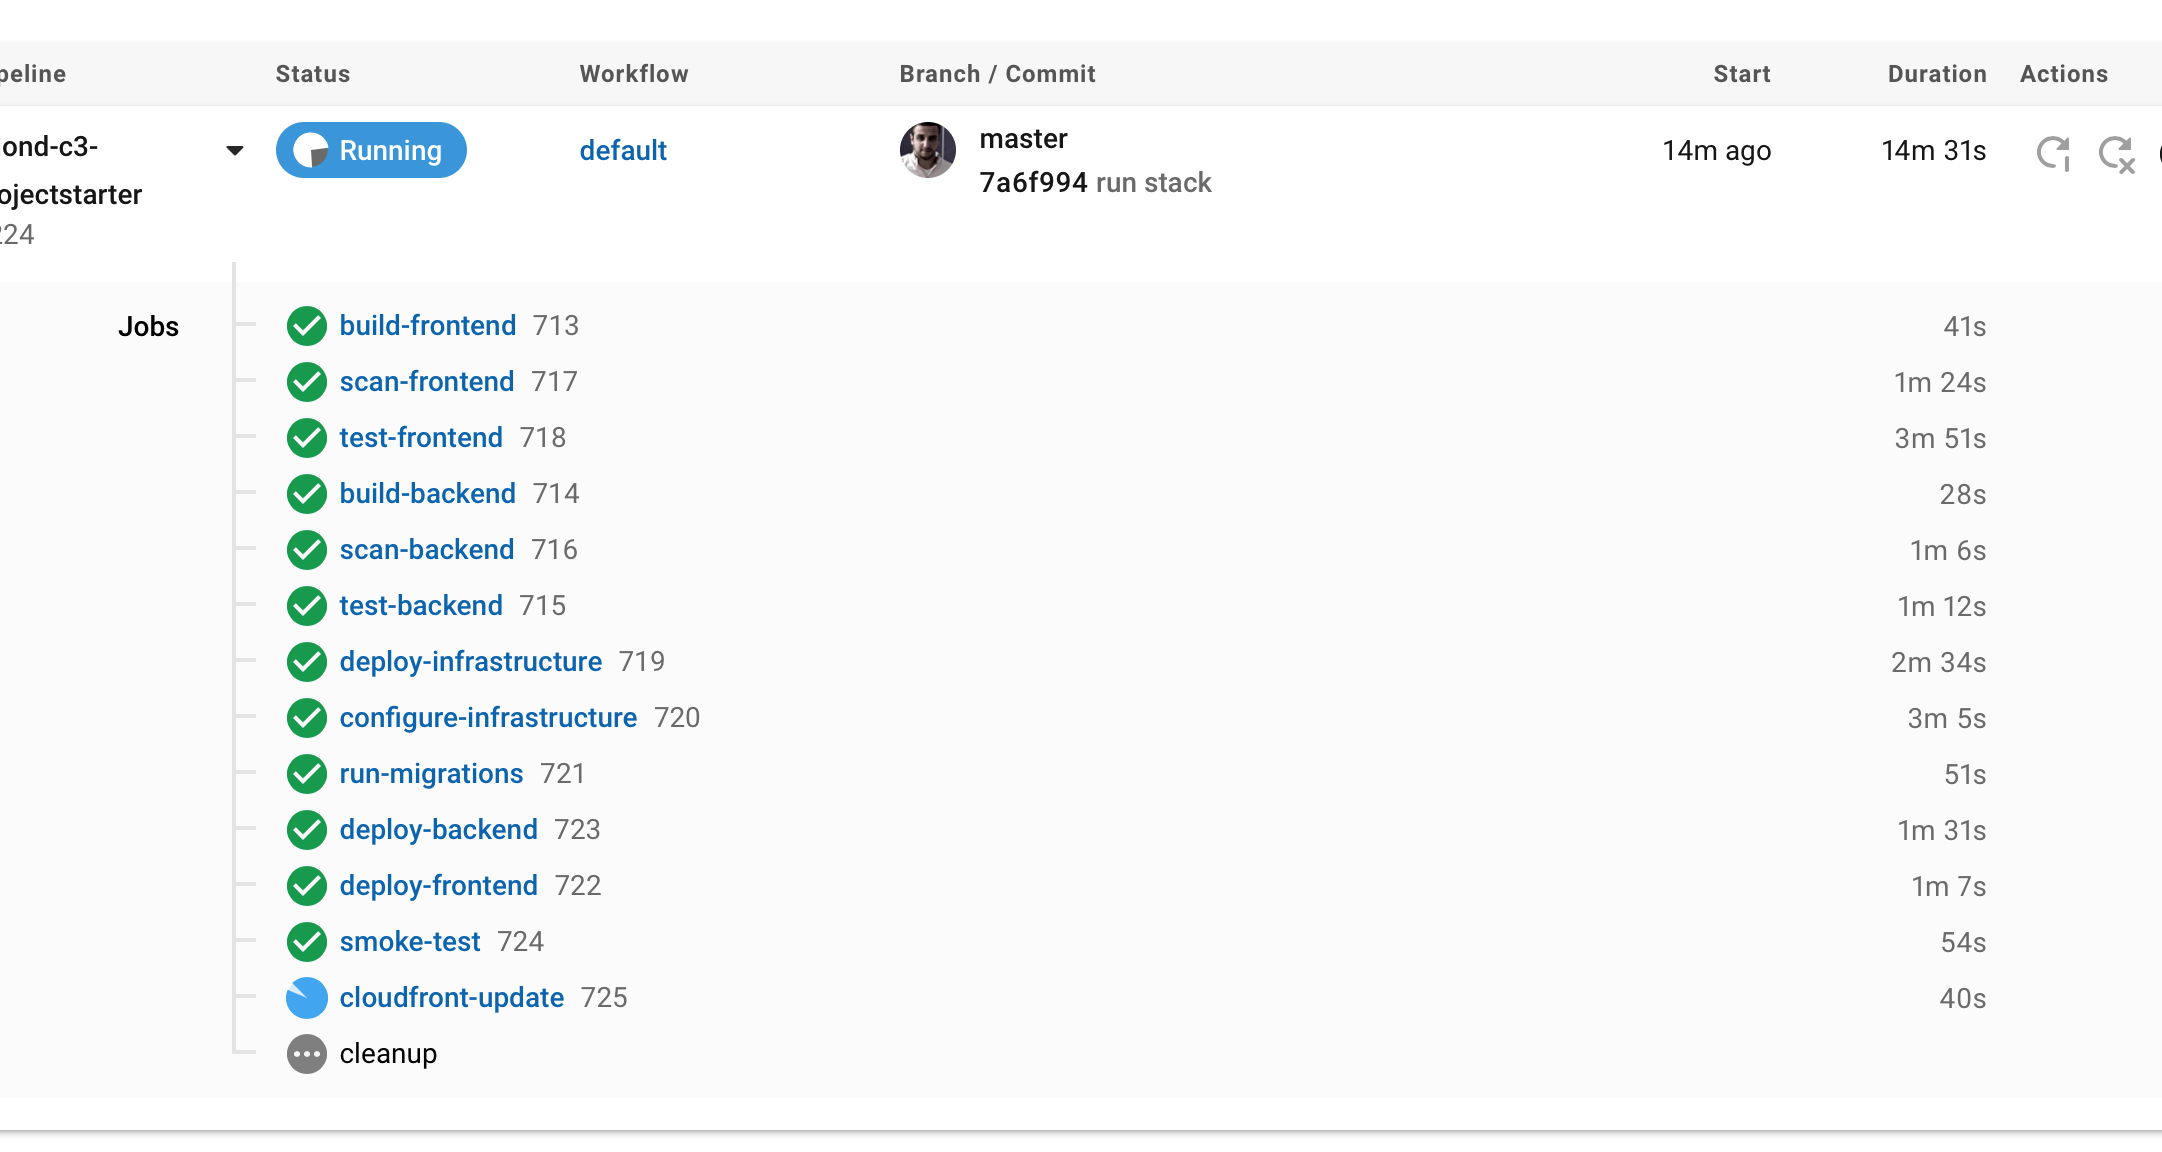 peline Status Workflow Branch / Commit Start Duration Actions
ond-c3- Running default master 14m ago 14m 31s
ojectstarter 7a6f994 run stack
224
Jobs build-frontend 713 41s
scan-frontend 717 1m 24s
test-frontend 718 3m 51s
build-backend 714 28s
scan-backend 716 1m 6s
test-backend 715 1m 12s
deploy-infrastructure 719 2m 34s
configure-infrastructure 720 3m 5s
run-migrations 721 51s
deploy-backend 723 1m 31s
deploy-frontend 722 1m 7s
smoke-test 724 54s
cloudfront-update 725 40s
cleanup